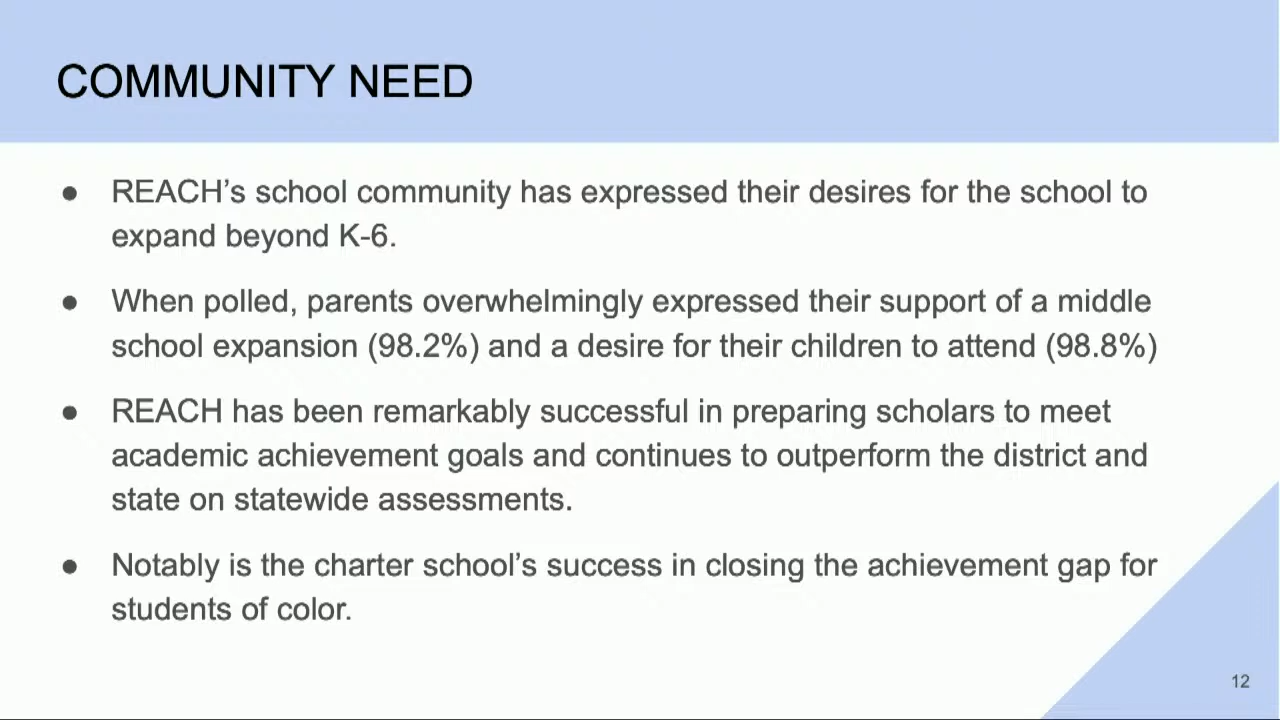 COMMUNITY NEED
● REACH’s school community has expressed their desires for the school to
expand beyond K-6.
● When polled, parents overwhelmingly expressed their support of a middle
school expansion (98.2%) and a desire for their children to attend (98.8%)
● REACH has been remarkably successful in preparing scholars to meet
academic achievement goals and continues to outperform the district and
state on statewide assessments.
● Notably is the charter school’s success in closing the achievement gap for
students of color.
12